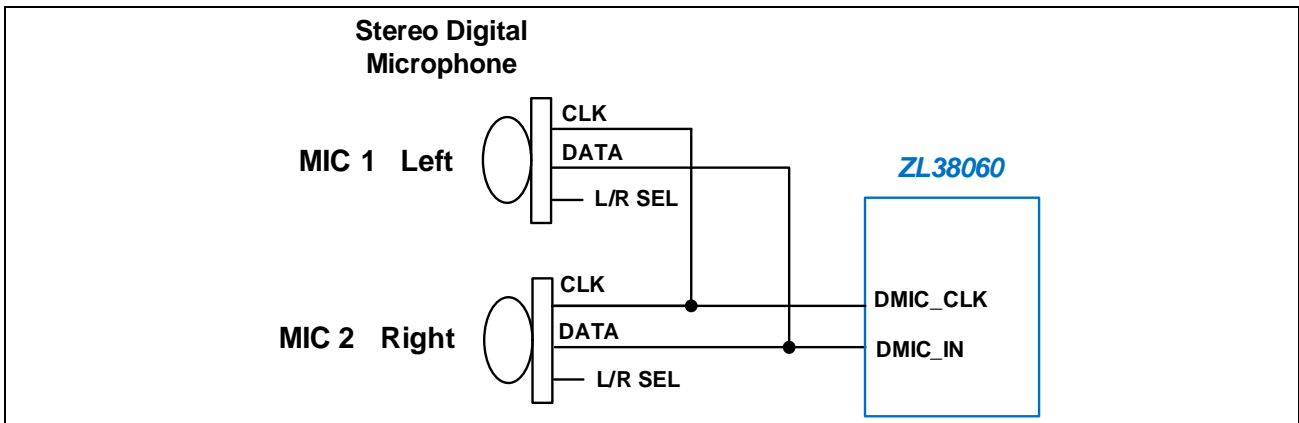 Stereo Digital
Microphone
CLK
DATA
MIC 1 Left
L/R SEL
ZL38060
CLK
DMIC_CLK
DATA
MIC 2 Right
DMIC_IN
L/R SEL